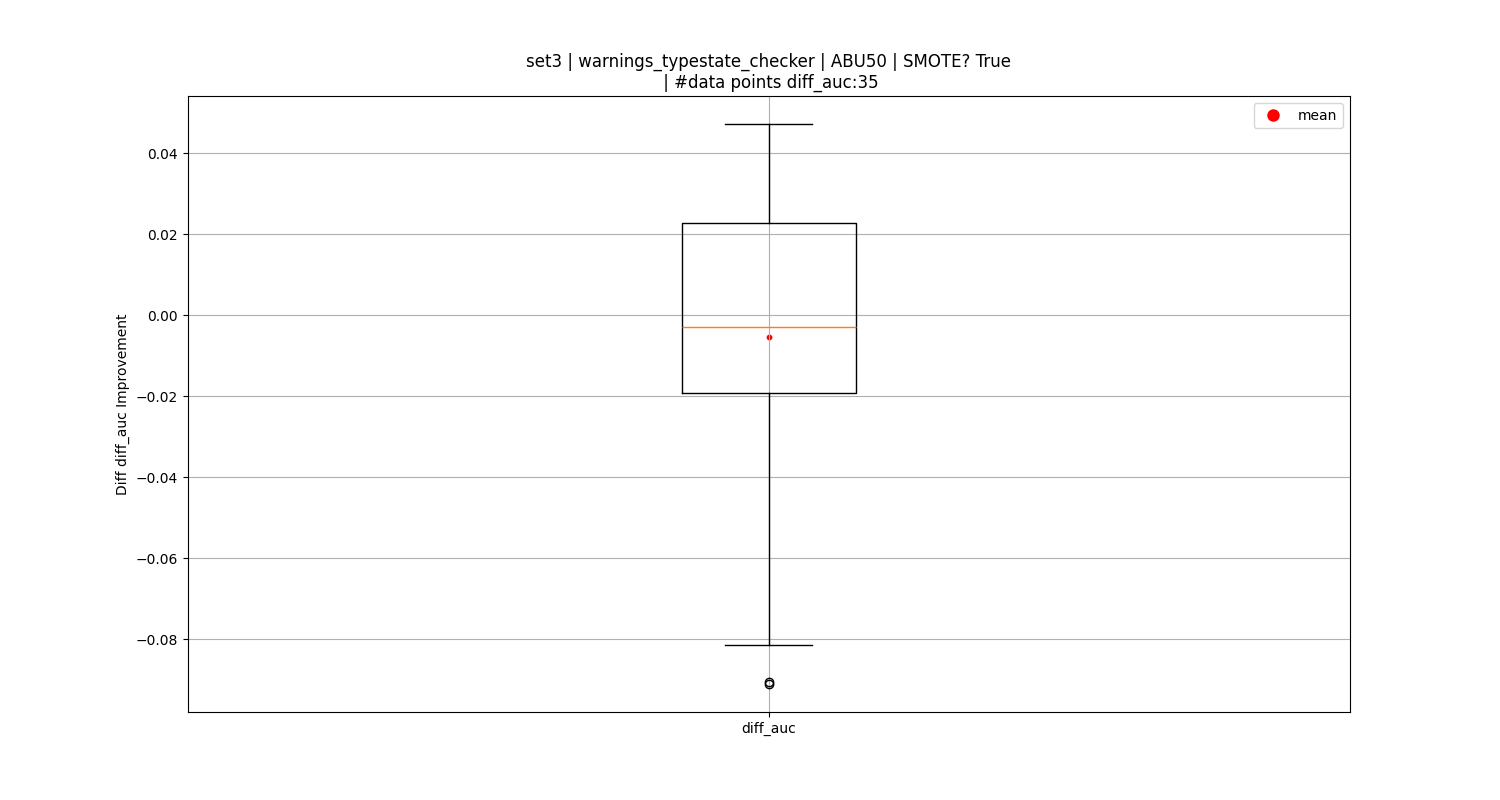 set3 | warnings_typestate_checker | ABU50 | SMOTE? True
| #data points diff_auc:35
mean
0.04
0.02
0.00
−0.02
−0.04
−0.06
−0.08
Diff diff_auc Improvement
diff_auc